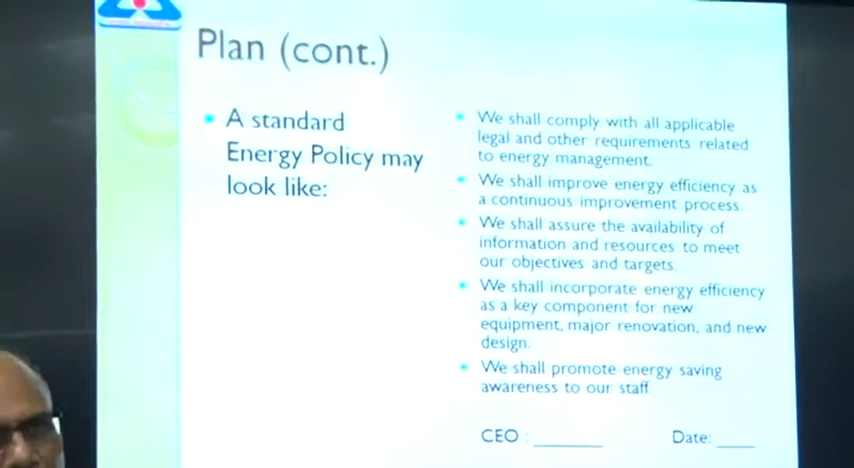 Plan (cont.)
A standard
Energy Policy may
look like:
We shall comply with all applicable
legal and other requirements related
to energy management.
We shall improve energy efficiency as
a continuous improvement process.
We shall assure the availability of
information and resources to meet
our objectives and targets.
We shall incorporate energy efficiency
as a key component for new
equipment, major renovation, and new
design.
We shall promote energy saving
awareness to our staff.
CEO : ________ Date: _____